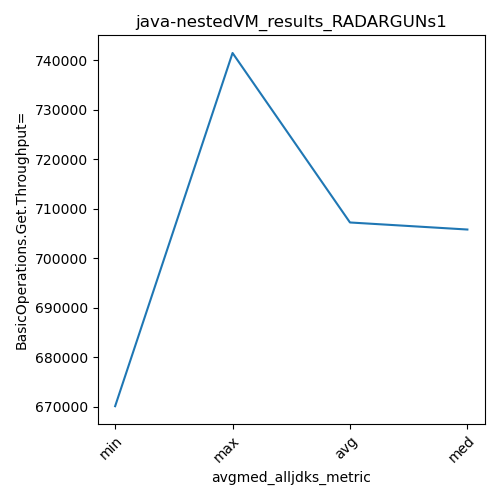 java-nestedVM_results_RADARGUNs1
BasicOperations.Get.Throughput=
740000
730000
720000
710000
700000
690000
680000
670000
min
max
avg
med
avgmed_alljdks_metric